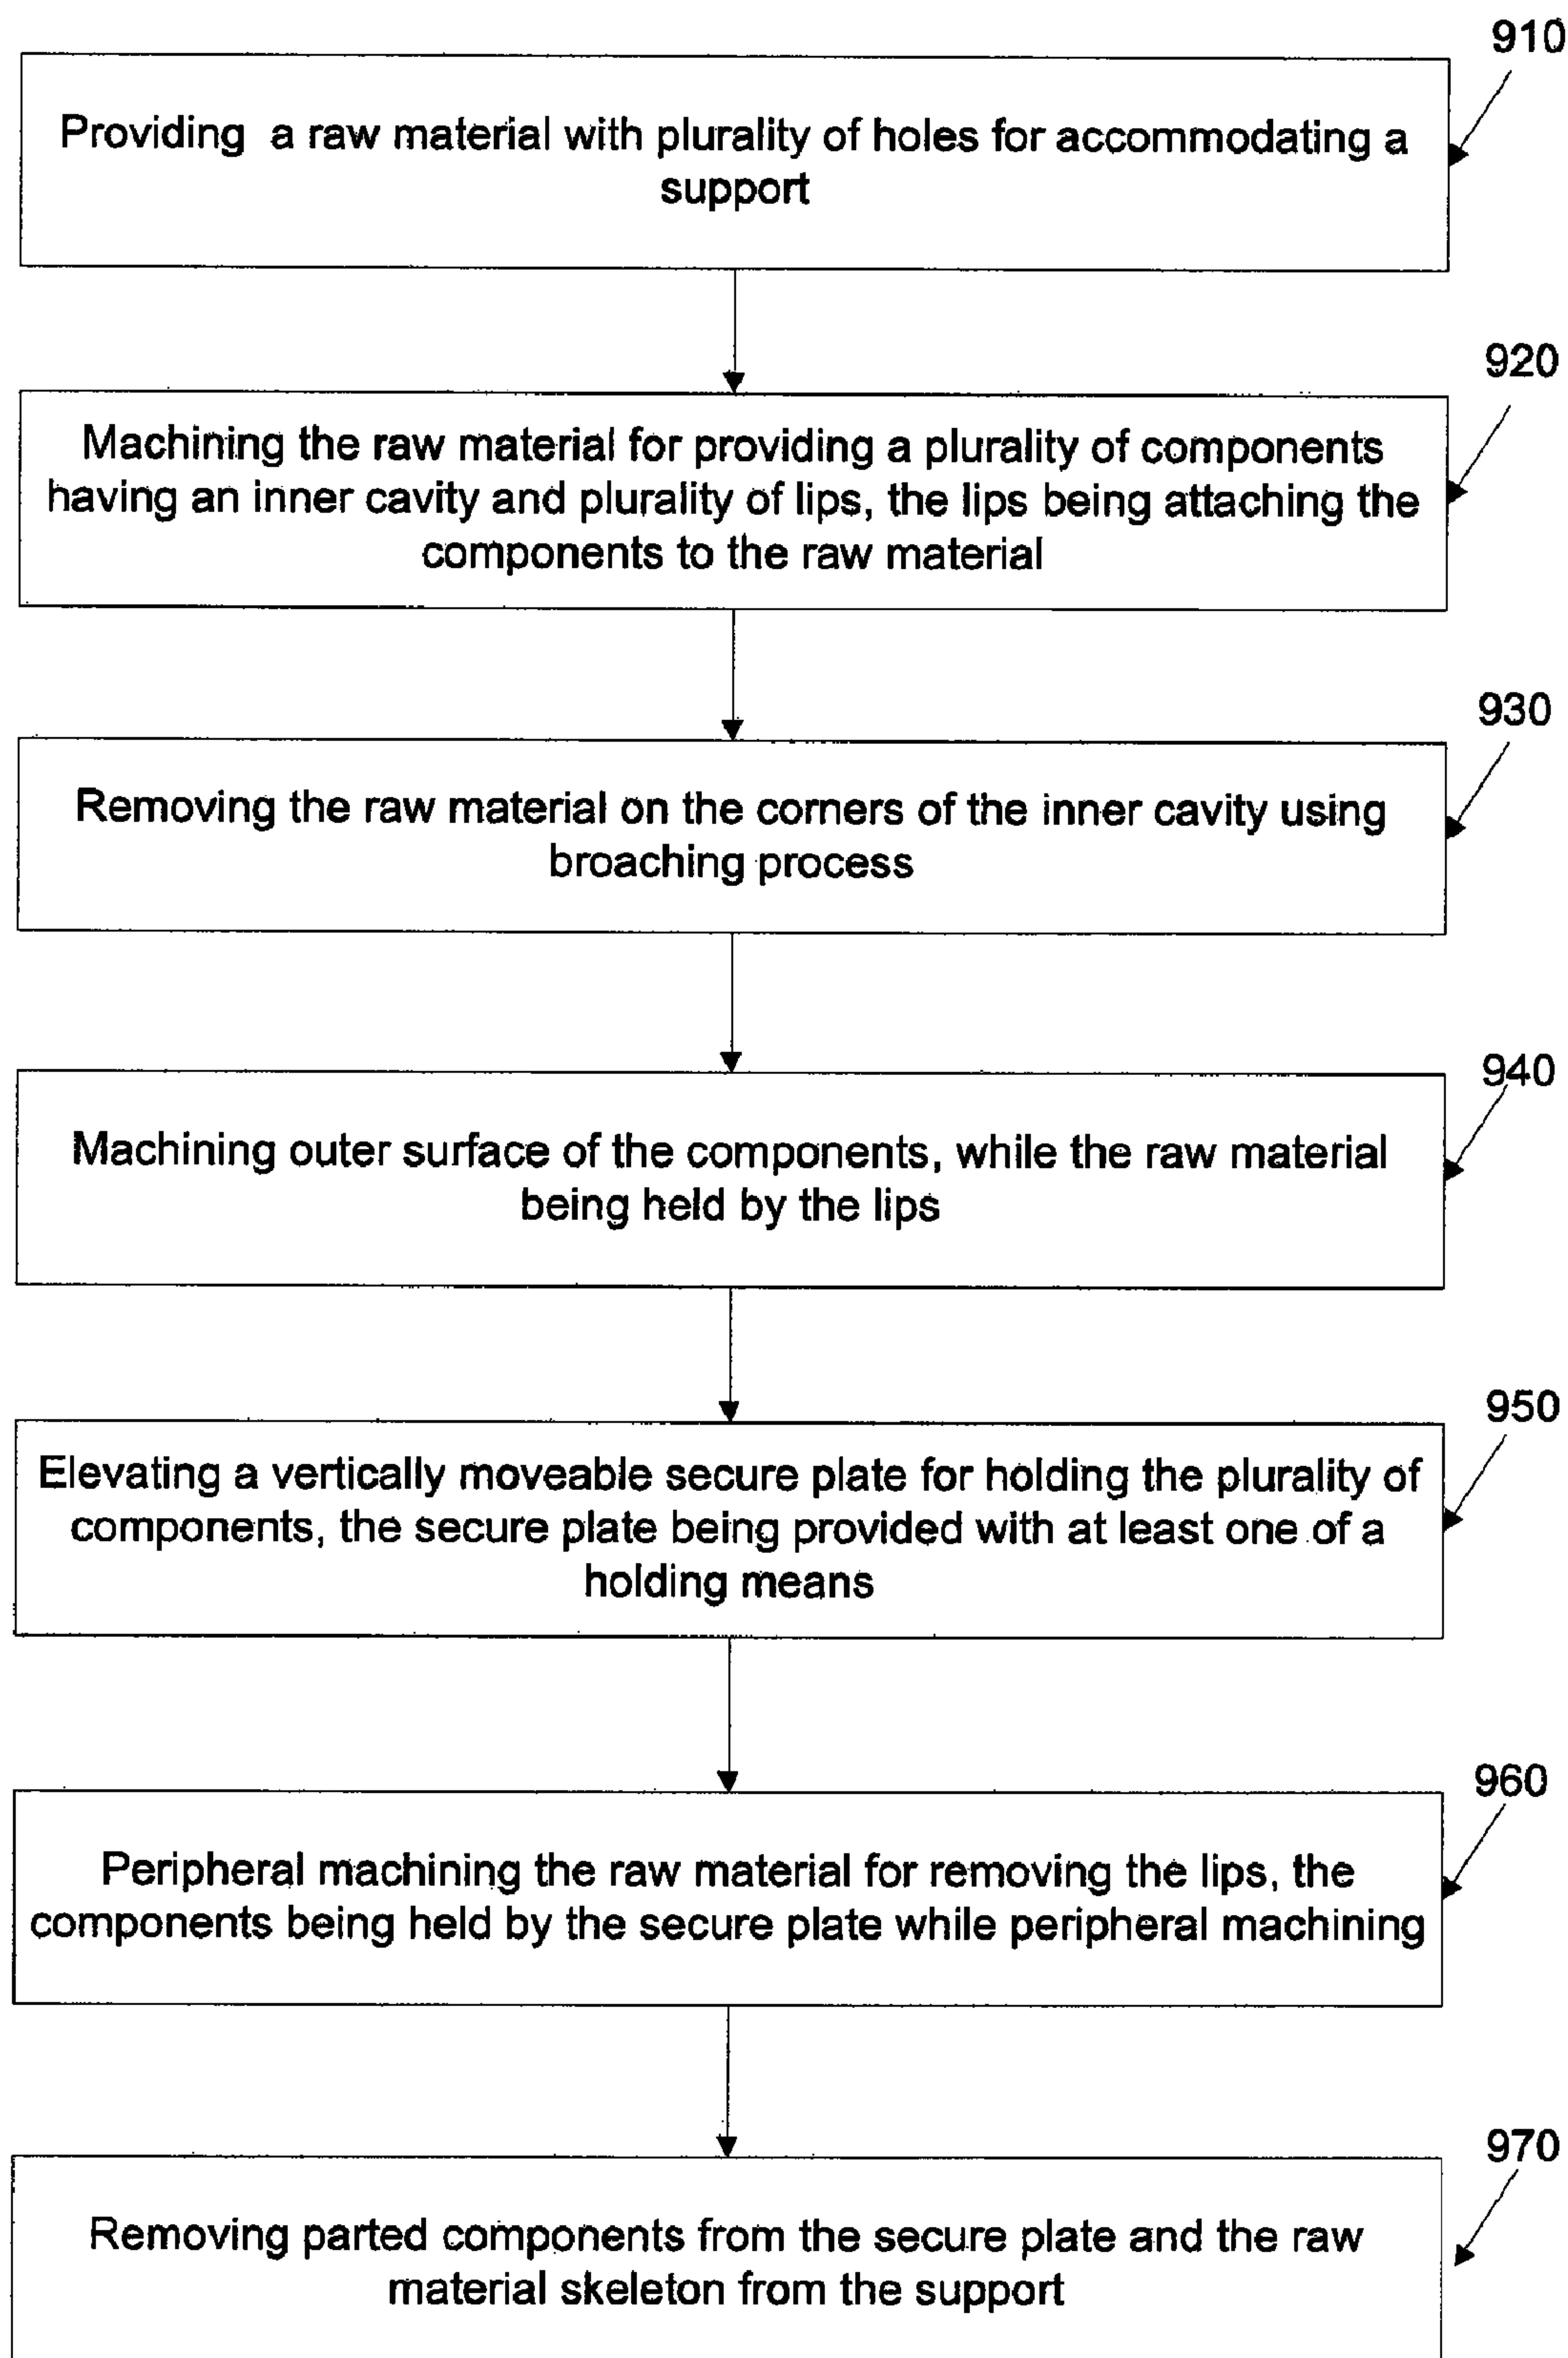 910
Providing a raw material with plurality of holes for accommodating a
support
920
Machining the raw material for providing a plurality of components
having an inner cavity and plurality of lips, the lips being attaching the
components to the raw material
930
Removing the raw material on the corners of the inner cavity using
broaching process
940
Machining outer surface of the components, while the raw material
being held by the lips
950
Elevating a vertically moveable secure plate for holding the plurality of
components, the secure plate being provided with at least one of a
holding means
960
Peripheral machining the raw material for removing the lips, the
components being held by the secure plate while peripheral machining
970
Removing parted components from the secure plate and the raw
material skeleton from the support